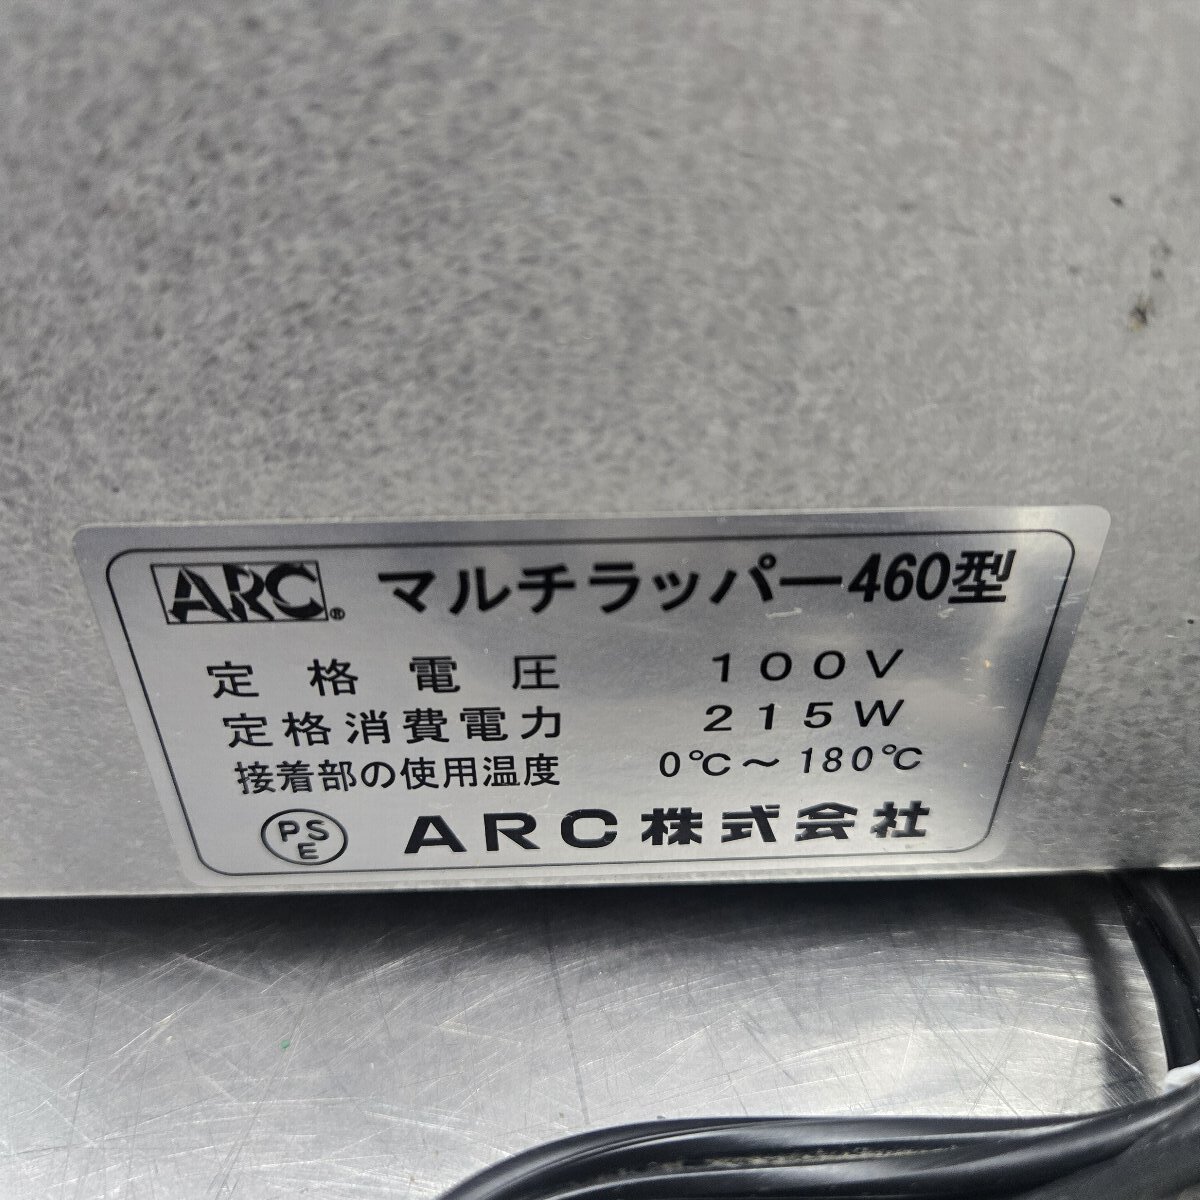 ARC® マルチラッパー460型
定格電圧 100V
定格消費電力 215W
接着部の使用温度 0℃～180℃
PSE ARC株式会社